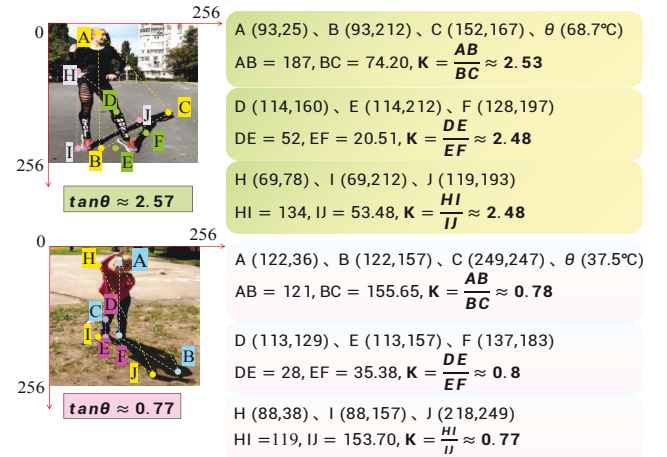 256
0
A
H
D
J
C
F
I
B
E
256
tanθ ≈ 2.57
A (93,25) 、 B (93,212) 、 C (152,167) 、 θ (68.7℃)
AB = 187, BC = 74.20, K = AB/BC ≈ 2.53
D (114,160) 、 E (114,212) 、 F (128,197)
DE = 52, EF = 20.51, K = DE/EF ≈ 2.48
H (69,78) 、 I (69,212) 、 J (119,193)
HI = 134, IJ = 53.48, K = HI/IJ ≈ 2.48
0
256
H
A
D
C
I
E
F
B
J
256
tanθ ≈ 0.77
A (122,36) 、 B (122,157) 、 C (249,247) 、 θ (37.5℃)
AB = 121, BC = 155.65, K = AB/BC ≈ 0.78
D (113,129) 、 E (113,157) 、 F (137,183)
DE = 28, EF = 35.38, K = DE/EF ≈ 0.8
H (88,38) 、 I (88,157) 、 J (218,249)
HI =119, IJ = 153.70, K = HI/IJ ≈ 0.77